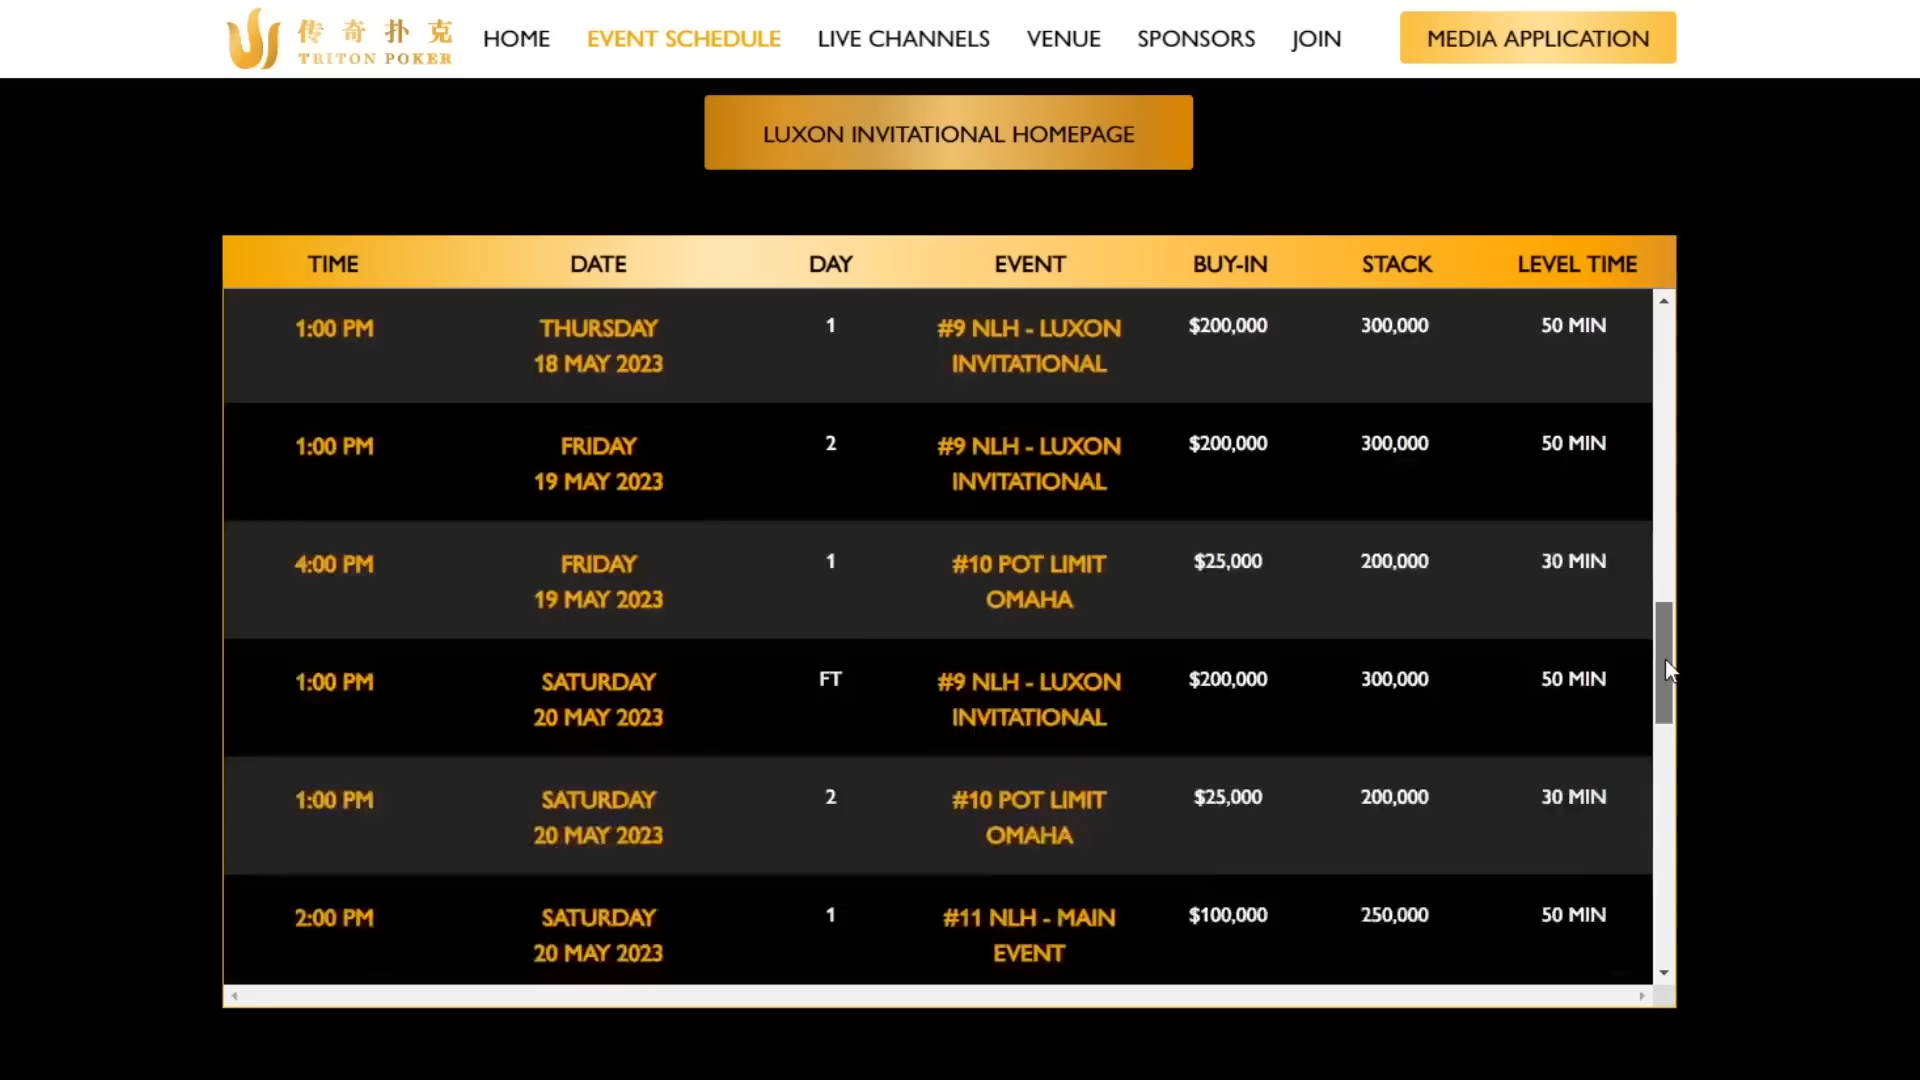 传奇扑克
TRITON POKER
HOME EVENT SCHEDULE LIVE CHANNELS VENUE SPONSORS JOIN MEDIA APPLICATION
LUXON INVITATIONAL HOMEPAGE
TIME DATE DAY EVENT BUY-IN STACK LEVEL TIME
1:00 PM THURSDAY 1 #9 NLH - LUXON $200,000 300,000 50 MIN
18 MAY 2023 INVITATIONAL
1:00 PM FRIDAY 2 #9 NLH - LUXON $200,000 300,000 50 MIN
19 MAY 2023 INVITATIONAL
4:00 PM FRIDAY 1 #10 POT LIMIT $25,000 200,000 30 MIN
19 MAY 2023 OMAHA
1:00 PM SATURDAY FT #9 NLH - LUXON $200,000 300,000 50 MIN
20 MAY 2023 INVITATIONAL
1:00 PM SATURDAY 2 #10 POT LIMIT $25,000 200,000 30 MIN
20 MAY 2023 OMAHA
2:00 PM SATURDAY 1 #11 NLH - MAIN $100,000 250,000 50 MIN
20 MAY 2023 EVENT